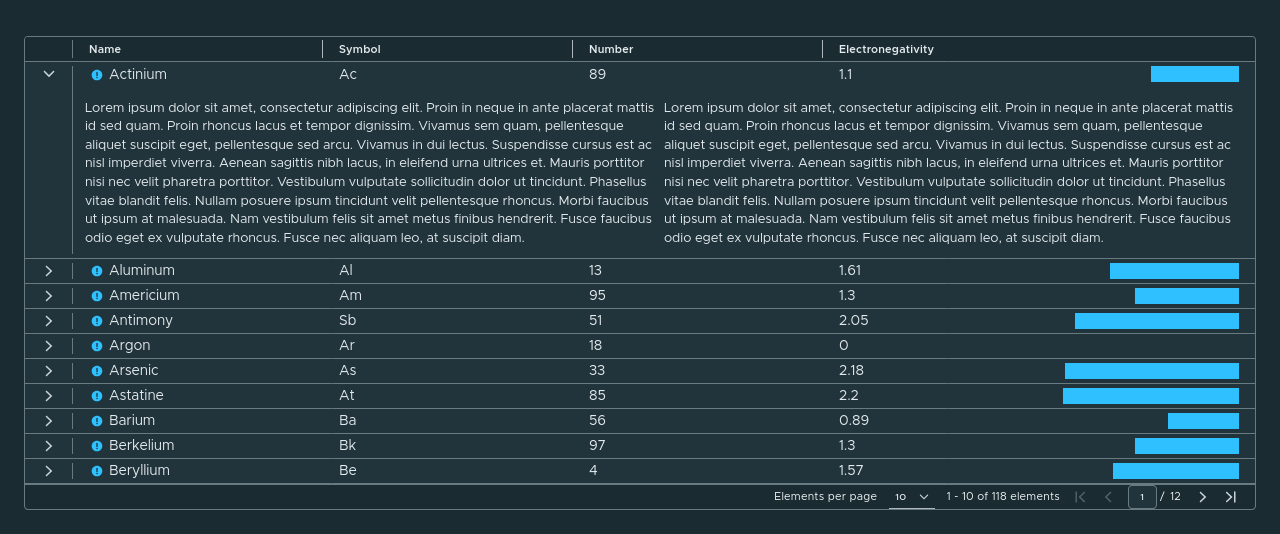 Name Symbol Number Electronegativity
Actinium Ac 89 1.1
Lorem ipsum dolor sit amet, consectetur adipiscing elit. Proin in neque in ante placerat mattis
id sed quam. Proin rhoncus lacus et tempor dignissim. Vivamus sem quam, pellentesque
aliquet suscipit eget, pellentesque sed arcu. Vivamus in dui lectus. Suspendisse cursus est ac
nisl imperdiet viverra. Aenean sagittis nibh lacus, in eleifend urna ultrices et. Mauris porttitor
nisi nec velit pharetra porttitor. Vestibulum vulputate sollicitudin dolor ut tincidunt. Phasellus
vitae blandit felis. Nullam posuere ipsum tincidunt velit pellentesque rhoncus. Morbi faucibus
ut ipsum at malesuada. Nam vestibulum felis sit amet metus finibus hendrerit. Fusce faucibus
odio eget ex vulputate rhoncus. Fusce nec aliquam leo, at suscipit diam.
Lorem ipsum dolor sit amet, consectetur adipiscing elit. Proin in neque in ante placerat mattis
id sed quam. Proin rhoncus lacus et tempor dignissim. Vivamus sem quam, pellentesque
aliquet suscipit eget, pellentesque sed arcu. Vivamus in dui lectus. Suspendisse cursus est ac
nisl imperdiet viverra. Aenean sagittis nibh lacus, in eleifend urna ultrices et. Mauris porttitor
nisi nec velit pharetra porttitor. Vestibulum vulputate sollicitudin dolor ut tincidunt. Phasellus
vitae blandit felis. Nullam posuere ipsum tincidunt velit pellentesque rhoncus. Morbi faucibus
ut ipsum at malesuada. Nam vestibulum felis sit amet metus finibus hendrerit. Fusce faucibus
odio eget ex vulputate rhoncus. Fusce nec aliquam leo, at suscipit diam.
Aluminum Al 13 1.61
Americium Am 95 1.3
Antimony Sb 51 2.05
Argon Ar 18 0
Arsenic As 33 2.18
Astatine At 85 2.2
Barium Ba 56 0.89
Berkelium Bk 97 1.3
Beryllium Be 4 1.57
Elements per page 10 1 - 10 of 118 elements 1 / 12